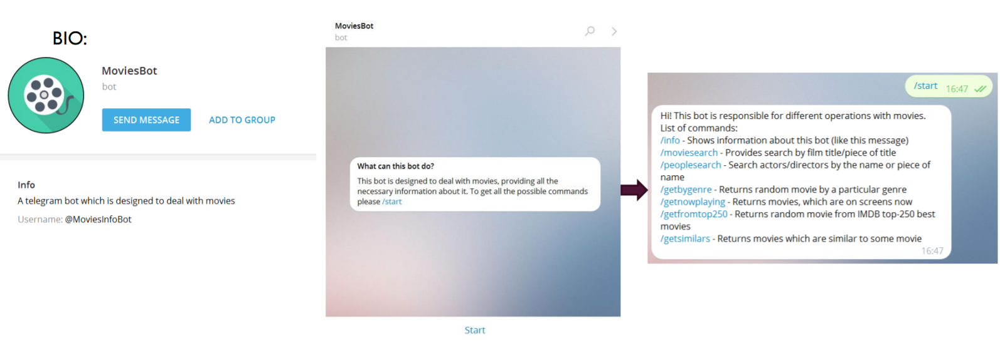 BIO:
MoviesBot
bot
SEND MESSAGE
ADD TO GROUP
Info
A telegram bot which is designed to deal with movies
Username: @MoviesInfoBot
MoviesBot
bot
What can this bot do?
This bot is designed to deal with movies, providing all the
necessary information about it. To get all the possible commands
please /start
Start
/start 16:47
Hi! This bot is responsible for different operations with movies.
List of commands:
/info - Shows information about this bot (like this message)
/moviesearch - Provides search by film title/piece of title
/peoplesearch - Search actors/directors by the name or piece of
name
/getbygenre - Returns random movie by a particular genre
/getnowplaying - Returns movies, which are on screens now
/getfromtop250 - Returns random movie from IMDB top-250 best
movies
/getsimilars - Returns movies which are similar to some movie
16:47